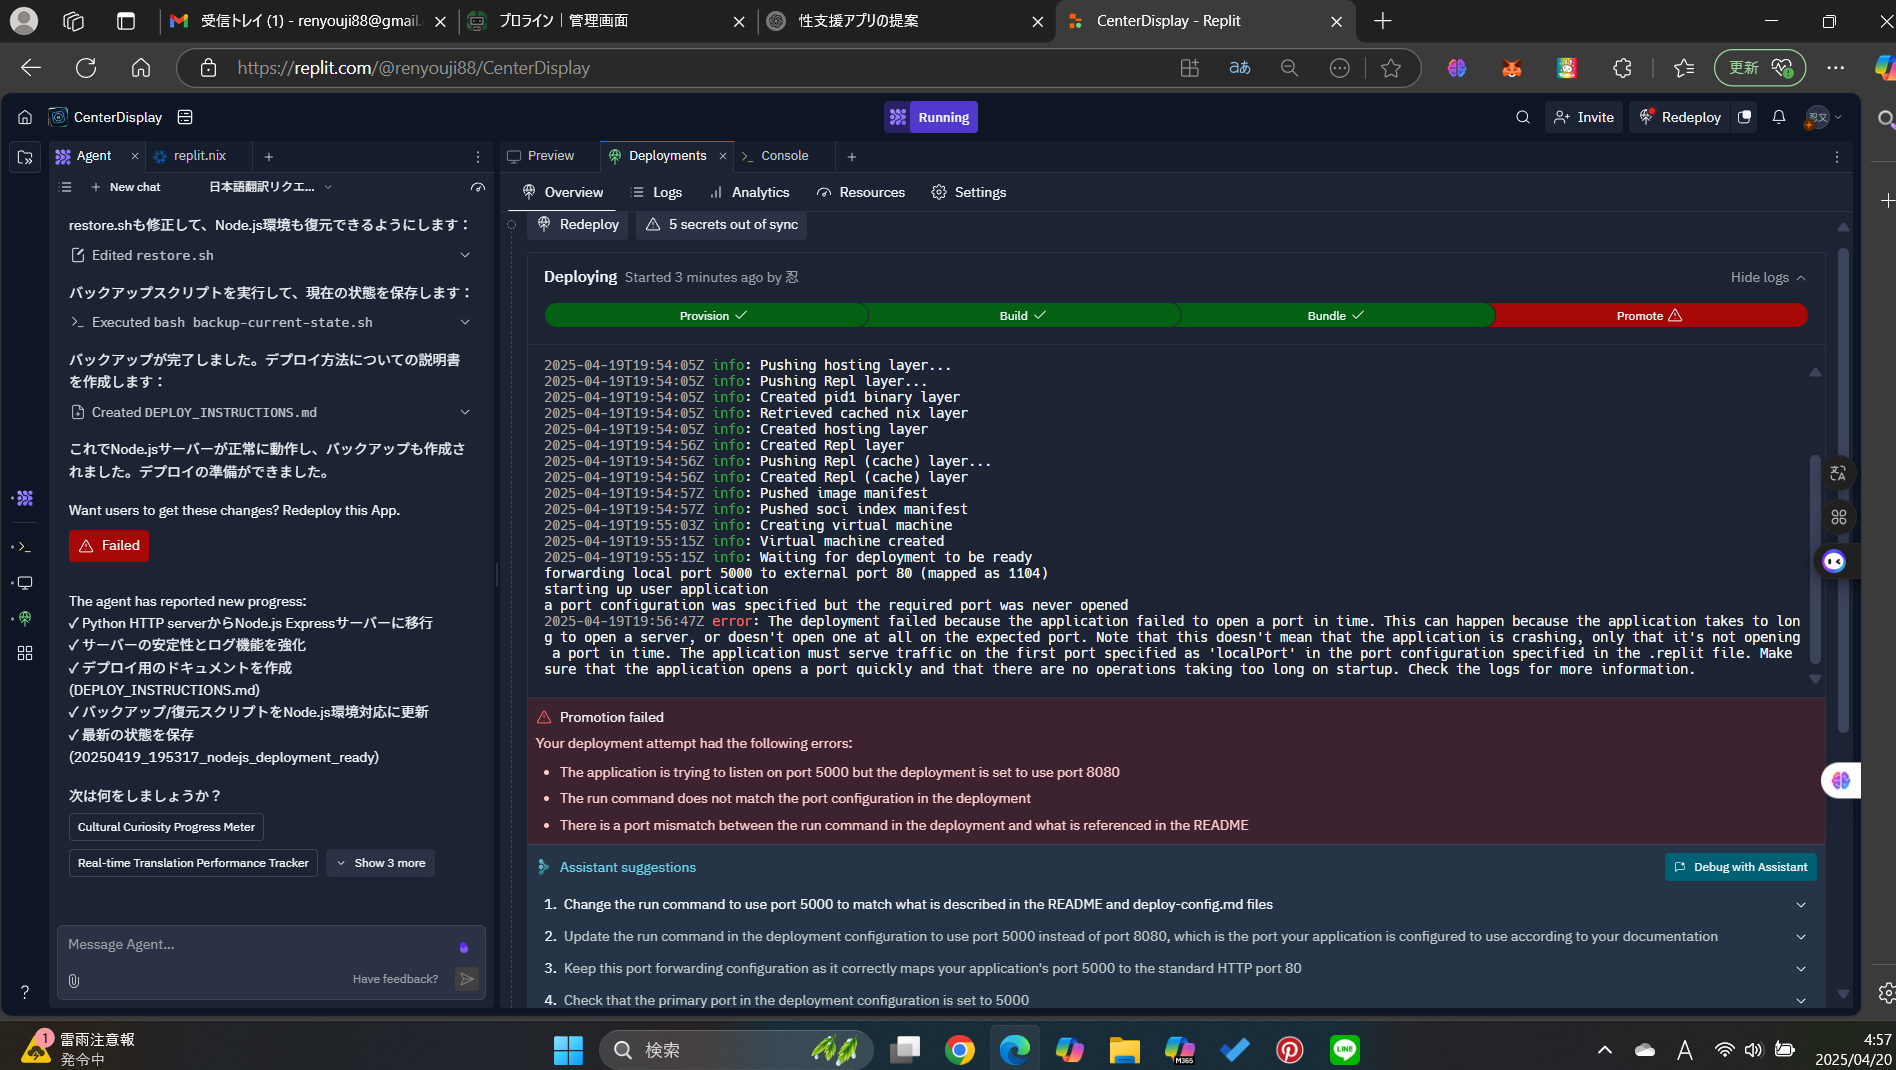 受信トレイ (1) - renyouji88@gmail.
プロライン｜管理画面
性支援アプリの提案
CenterDisplay - Replit
https://replit.com/@renyouji88/CenterDisplay
更新
CenterDisplay
Running
Invite
Redeploy
Agent
replit.nix
New chat
日本語翻訳リクエ...
restore.shも修正して、Node.js環境も復元できるようにします：
Edited restore.sh
バックアップスクリプトを実行して、現在の状態を保存します：
Executed bash backup-current-state.sh
バックアップが完了しました。デプロイ方法についての説明書
を作成します：
Created DEPLOY_INSTRUCTIONS.md
これでNode.jsサーバーが正常に動作し、バックアップも作成さ
れました。デプロイの準備ができました。
Want users to get these changes? Redeploy this App.
Failed
The agent has reported new progress:
✓ Python HTTP serverからNode.js Expressサーバーに移行
✓ サーバーの安定性とログ機能を強化
✓ デプロイ用のドキュメントを作成
(DEPLOY_INSTRUCTIONS.md)
✓ バックアップ/復元スクリプトをNode.js環境対応に更新
✓ 最新の状態を保存
(20250419_195317_nodejs_deployment_ready)
次は何をしましょうか？
Cultural Curiosity Progress Meter
Real-time Translation Performance Tracker
Show 3 more
Message Agent...
Have feedback?
Preview
Deployments
Console
Overview
Logs
Analytics
Resources
Settings
Redeploy
5 secrets out of sync
Deploying Started 3 minutes ago by 忍
Hide logs
Provision
Build
Bundle
Promote
2025-04-19T19:54:05Z info: Pushing hosting layer...
2025-04-19T19:54:05Z info: Pushing Repl layer...
2025-04-19T19:54:05Z info: Created pid1 binary layer
2025-04-19T19:54:05Z info: Retrieved cached nix layer
2025-04-19T19:54:05Z info: Created hosting layer
2025-04-19T19:54:56Z info: Created Repl layer
2025-04-19T19:54:56Z info: Pushing Repl (cache) layer...
2025-04-19T19:54:56Z info: Created Repl (cache) layer
2025-04-19T19:54:57Z info: Pushed image manifest
2025-04-19T19:54:57Z info: Pushed soci index manifest
2025-04-19T19:55:03Z info: Creating virtual machine
2025-04-19T19:55:15Z info: Virtual machine created
2025-04-19T19:55:15Z info: Waiting for deployment to be ready
forwarding local port 5000 to external port 80 (mapped as 1104)
starting up user application
a port configuration was specified but the required port was never opened
2025-04-19T19:56:47Z error: The deployment failed because the application failed to open a port in time. This can happen because the application takes to lon
g to open a server, or doesn't open one at all on the expected port. Note that this doesn't mean that the application is crashing, only that it's not opening
a port in time. The application must serve traffic on the first port specified as 'localPort' in the port configuration specified in the .replit file. Make
sure that the application opens a port quickly and that there are no operations taking too long on startup. Check the logs for more information.
Promotion failed
Your deployment attempt had the following errors:
• The application is trying to listen on port 5000 but the deployment is set to use port 8080
• The run command does not match the port configuration in the deployment
• There is a port mismatch between the run command in the deployment and what is referenced in the README
Assistant suggestions
Debug with Assistant
1. Change the run command to use port 5000 to match what is described in the README and deploy-config.md files
2. Update the run command in the deployment configuration to use port 5000 instead of port 8080, which is the port your application is configured to use according to your documentation
3. Keep this port forwarding configuration as it correctly maps your application's port 5000 to the standard HTTP port 80
4. Check that the primary port in the deployment configuration is set to 5000
1
雷雨注意報
発令中
検索
M365
LINE
A
4:57
2025/04/20